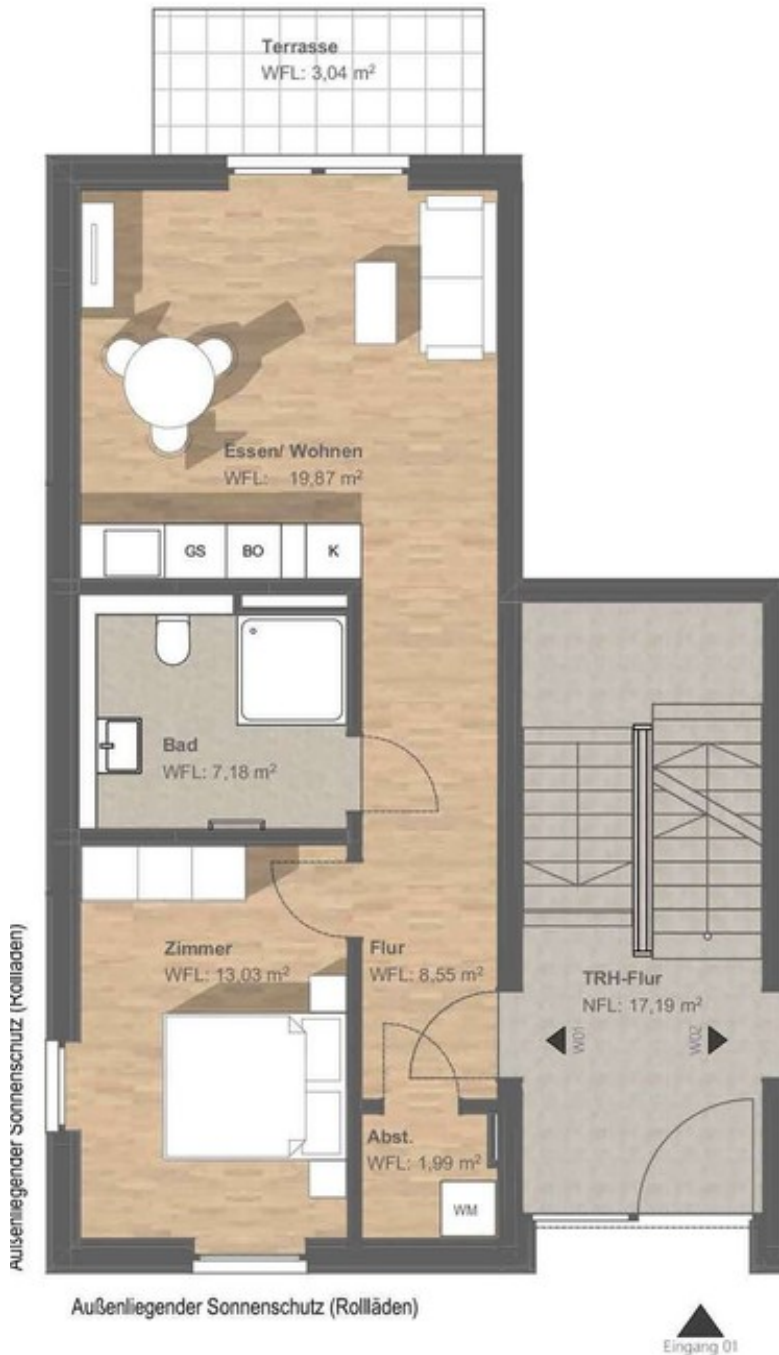 Terrasse
WFL: 3,04 m²
Essen/ Wohnen
WFL: 19,87 m²
GS
BO
K
Bad
WFL: 7,18 m²
Zimmer
WFL: 13,03 m²
Flur
WFL: 8,55 m²
TRH-Flur
NFL: 17,19 m²
W01
W02
Abst.
WFL: 1,99 m²
WM
Außenliegender Sonnenschutz (Rollläden)
Außenliegender Sonnenschutz (Rollläden)
Eingang 01